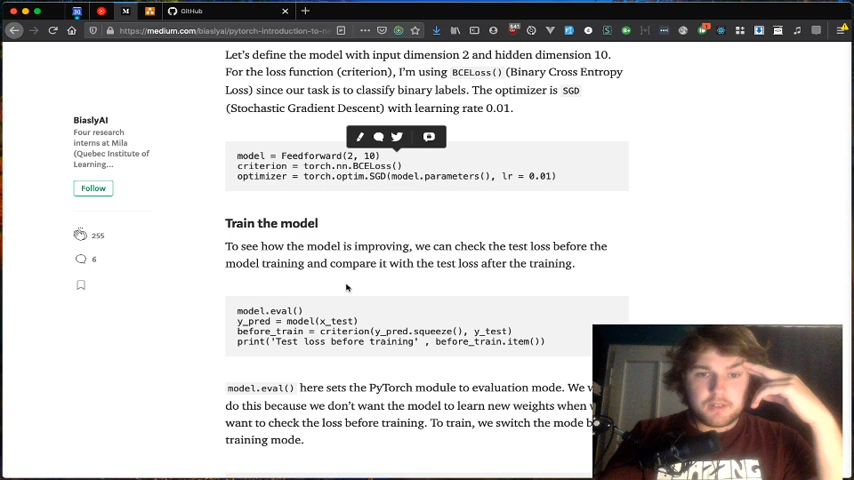 GitHub
https://medium.com/biaslyai/pytorch-introduction-to-ne
541
Let's define the model with input dimension 2 and hidden dimension 10.
For the loss function (criterion), I'm using BCELoss() (Binary Cross Entropy
Loss) since our task is to classify binary labels. The optimizer is SGD
(Stochastic Gradient Descent) with learning rate 0.01.
BiaslyAI
Four research
interns at Mila
(Quebec Institute of
Learning...
Follow
255
6
model = Feedforward(2, 10)
criterion = torch.nn.BCELoss()
optimizer = torch.optim.SGD(model.parameters(), lr = 0.01)
Train the model
To see how the model is improving, we can check the test loss before the
model training and compare it with the test loss after the training.
model.eval()
y_pred = model(x_test)
before_train = criterion(y_pred.squeeze(), y_test)
print('Test loss before training' , before_train.item())
model.eval() here sets the PyTorch module to evaluation mode. We w
do this because we don't want the model to learn new weights when
want to check the loss before training. To train, we switch the mode b
training mode.